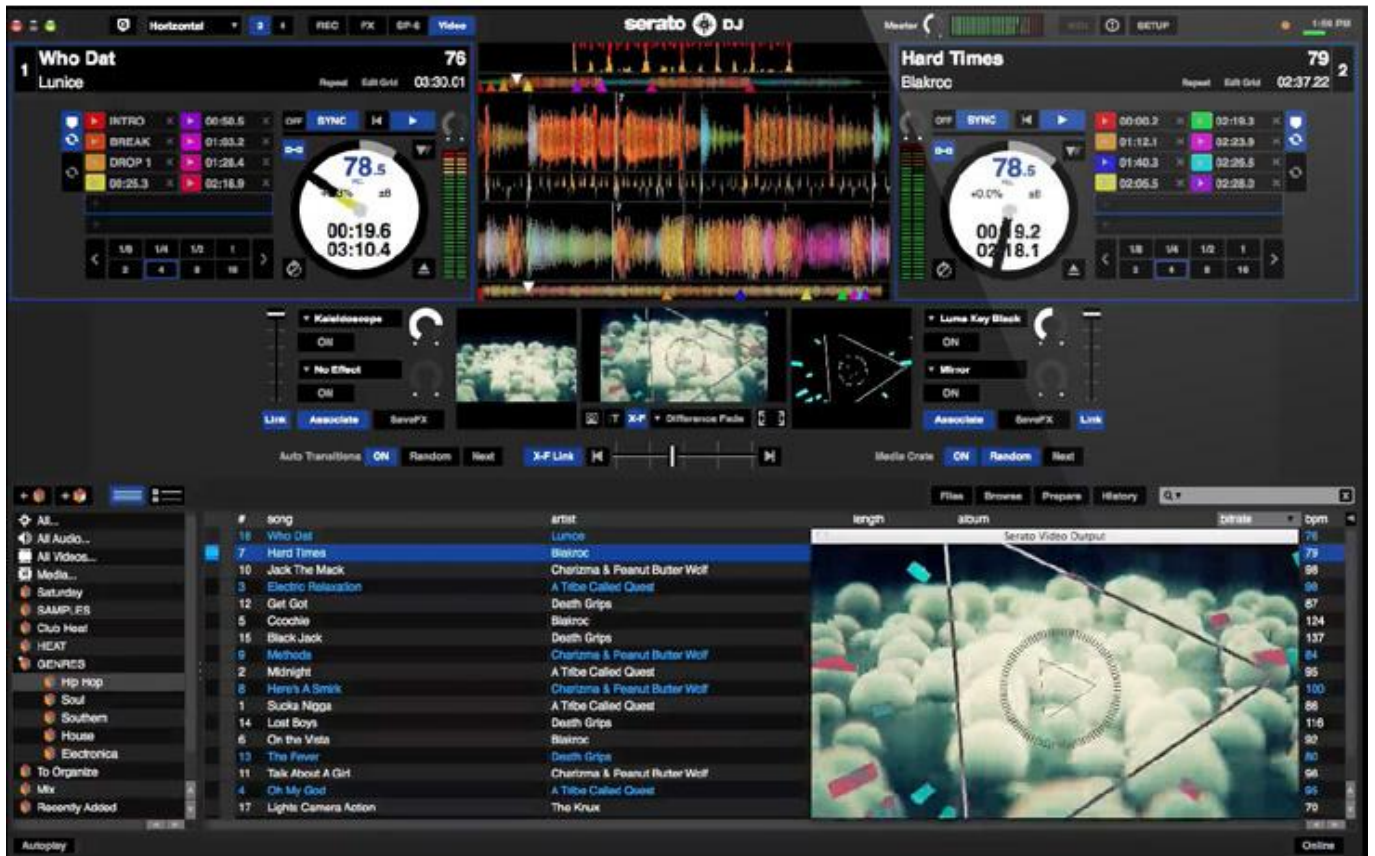 Horizontal 2 4 REC FX SP-6 Video serato DJ Master SETUP 1:56 PM
1 Who Dat 76
Lunice Repeat Edit Grid 03:30.01
Hard Times 79 2
Blakroc Repeat Edit Grid 02:37.22
INTRO 00:50.5 OFF SYNC
BREAK 01:03.2
DROP 1 01:28.4
00:25.3 02:16.9
78.5
±8
00:19.6
03:10.4
1/8 1/4 1/2 1
2 4 8 16
OFF SYNC 00:00.2 02:19.3
01:12.1 02:23.9
01:40.3 02:26.5
02:05.5 02:28.3
78.5
+0.0% ±8
1/8 1/4 1/2 1
2 4 8 16
Kaleidoscope
ON
No Effect
ON
Link Associate SaveFX
X-F Difference Fade
Luma Key Black
ON
Mirror
ON
Associate SaveFX Link
Auto Transitions ON Random Next X-F Link Media Crate ON Random Next
Files Browse Prepare History
All...
All Audio...
All Videos...
Media...
Saturday
SAMPLES
Club Heat
HEAT
GENRES
Hip Hop
Soul
Southern
House
Electronica
To Organize
Mix
Recently Added
# song artist length album bitrate bpm
Serato Video Output
16 Who Dat Lunice 76
7 Hard Times Blakroc 79
10 Jack The Mack Charizma & Peanut Butter Wolf 98
3 Electric Relaxation A Tribe Called Quest
12 Get Got Death Grips 87
5 Coochie Blakroc 124
15 Black Jack Death Grips 137
9 Methods Charizma & Peanut Butter Wolf 84
2 Midnight A Tribe Called Quest 95
8 Here's A Smirk Charizma & Peanut Butter Wolf 100
1 Sucka Nigga A Tribe Called Quest 86
14 Lost Boys Death Grips 116
6 On the Vista Blakroc 92
13 The Fever Death Grips 80
11 Talk About A Girl Charizma & Peanut Butter Wolf 96
4 Oh My God A Tribe Called Quest 95
17 Lights Camera Action The Knux 70
Autoplay Online